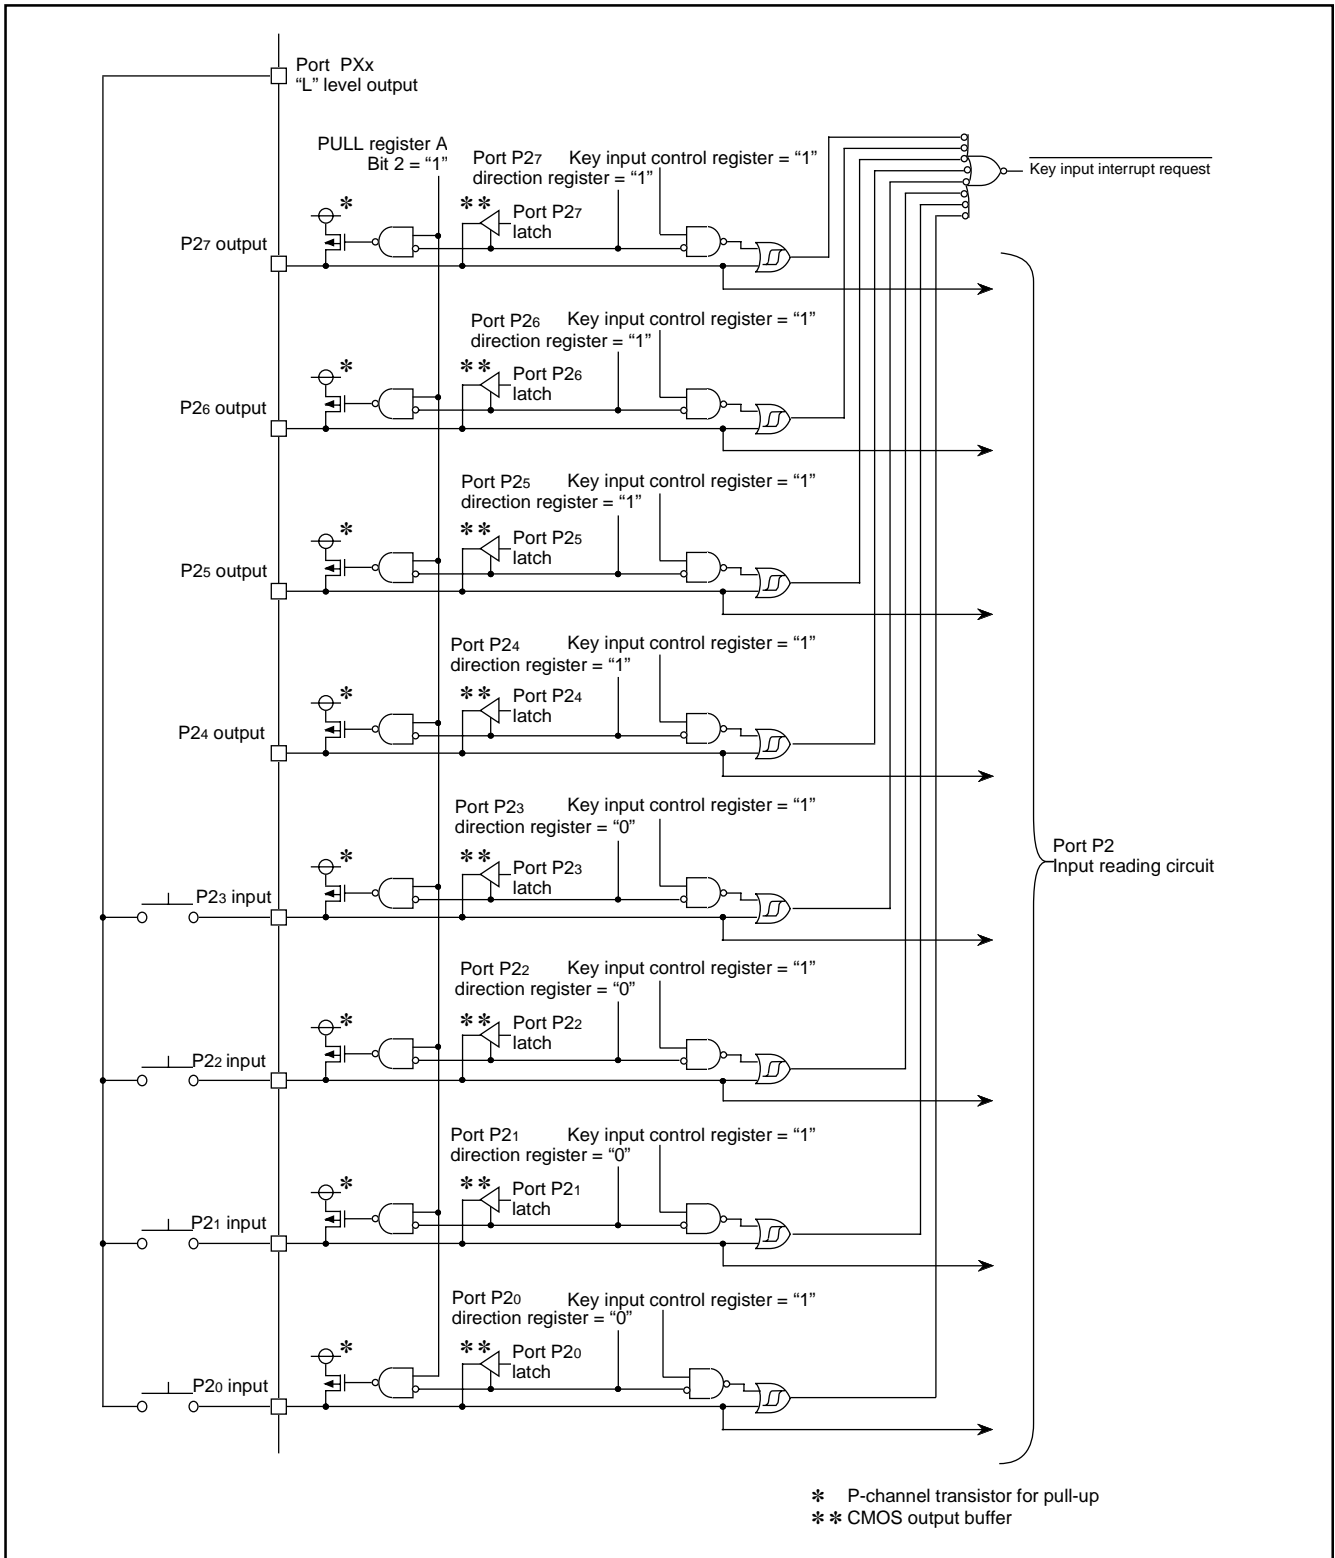 Port PXx
“L” level output
PULL register A
Bit 2 = “1”
Port P27
direction register = “1”
Key input control register = “1”
Key input interrupt request
* *
Port P27
latch
*
P27 output
Port P26
direction register = “1”
Key input control register = “1”
*
* *
Port P26
latch
P26 output
Port P25
direction register = “1”
Key input control register = “1”
*
* *
Port P25
latch
P25 output
Port P24
direction register = “1”
Key input control register = “1”
*
* *
Port P24
latch
P24 output
Port P23
direction register = “0”
Key input control register = “1”
*
* *
Port P23
latch
P23 input
Port P2
Input reading circuit
Port P22
direction register = “0”
Key input control register = “1”
*
* *
Port P22
latch
P22 input
Port P21
direction register = “0”
Key input control register = “1”
*
* *
Port P21
latch
P21 input
Port P20
direction register = “0”
Key input control register = “1”
*
* *
Port P20
latch
P20 input
* P-channel transistor for pull-up
* * CMOS output buffer